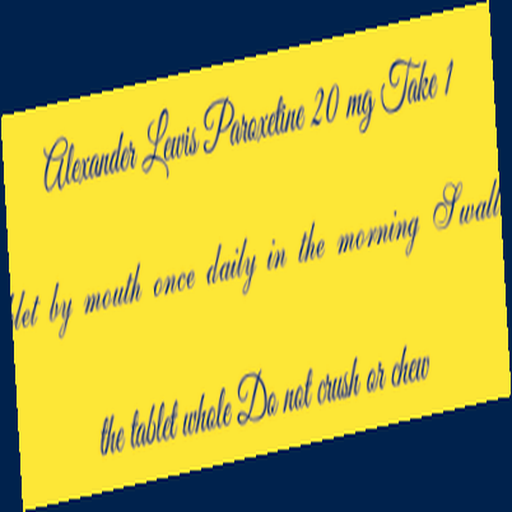 Alexander Lewis Paroxetine 20 mg Take 1
by mouth once daily in the morning
the tablet whole Do not crush or chew